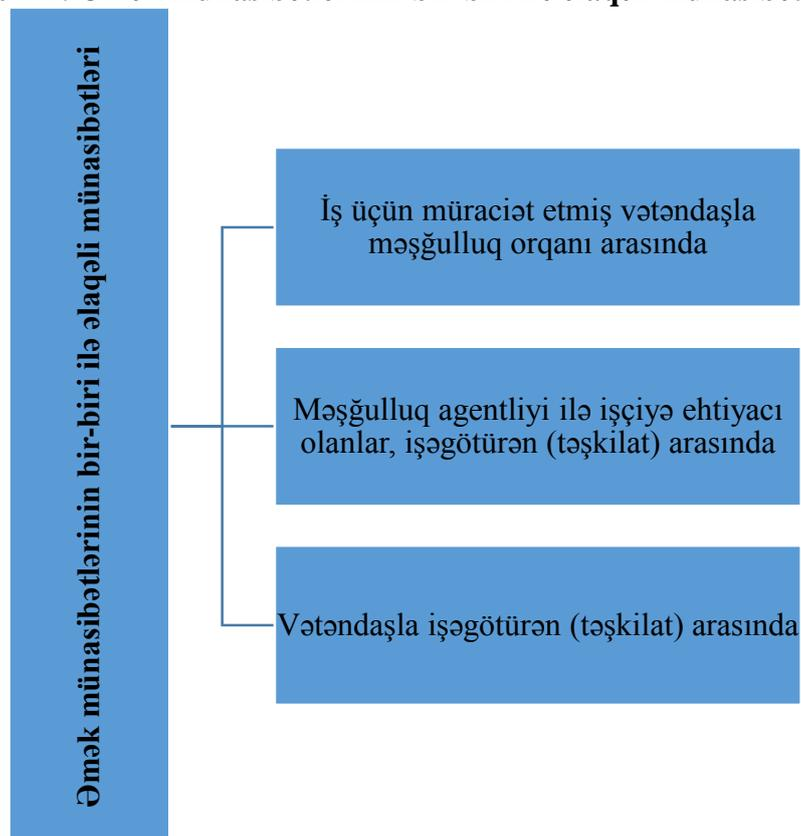 Əmək münasibətlərinin bir-biri ilə əlaqəli münasibətləri
İş üçün müraciət etmiş vətəndaşla
məşğulluq orqanı arasında
Məşğulluq agentliyi ilə işçiyə ehtiyacı
olanlar, işəgötürən (təşkilat) arasında
Vətəndaşla işəgötürən (təşkilat) arasında